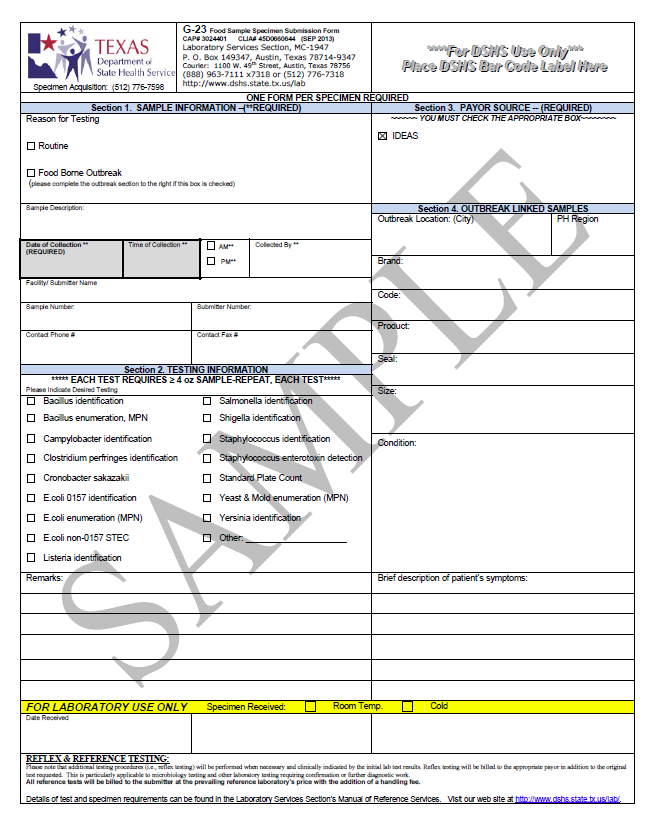 TEXAS
Department of
State Health Services
Specimen Acquisition: (512) 776-7598
G-23 Food Sample Specimen Submission Form
CAP# 3024401 CLIA# 45D0660644 (SEP 2013)
Laboratory Services Section, MC-1947
P. O. Box 149347, Austin, Texas 78714-9347
Courier: 1100 W. 49th Street, Austin, Texas 78756
(888) 963-7111 x7318 or (512) 776-7318
http://www.dshs.state.tx.us/lab
****For DSHS Use Only***
Place DSHS Bar Code Label Here
ONE FORM PER SPECIMEN REQUIRED
Section 1. SAMPLE INFORMATION –(**REQUIRED)
Reason for Testing
Routine
Food Borne Outbreak
(please complete the outbreak section to the right if this box is checked)
Sample Description:
Date of Collection **
(REQUIRED)
Time of Collection **
AM**
PM**
Collected By **
Facility/ Submitter Name
Sample Number:
Submitter Number:
Contact Phone #
Contact Fax #
Section 2. TESTING INFORMATION
***** EACH TEST REQUIRES ≥ 4 oz SAMPLE-REPEAT, EACH TEST*****
Please Indicate Desired Testing
Bacillus identification
Bacillus enumeration, MPN
Campylobacter identification
Clostridium perfringes identification
Cronobacter sakazakii
E.coli 0157 identification
E.coli enumeration (MPN)
E.coli non-0157 STEC
Listeria identification
Salmonella identification
Shigella identification
Staphylococcus identification
Staphylococcus enterotoxin detection
Standard Plate Count
Yeast & Mold enumeration (MPN)
Yersinia identification
Other:
Remarks:
Section 3. PAYOR SOURCE -- (REQUIRED)
~~~~~~ YOU MUST CHECK THE APPROPRIATE BOX~~~~~~~~
IDEAS
Section 4. OUTBREAK LINKED SAMPLES
Outbreak Location: (City)
PH Region
Brand:
Code:
Product:
Seal:
Size:
Condition:
Brief description of patient's symptoms:
SAMPLE
FOR LABORATORY USE ONLY Specimen Received: Room Temp. Cold
Date Received
REFLEX & REFERENCE TESTING:
Please note that additional testing procedures (i.e., reflex testing) will be performed when necessary and clinically indicated by the initial lab test results. Reflex testing will be billed to the appropriate payor in addition to the original
test requested. This is particularly applicable to microbiology testing and other laboratory testing requiring confirmation or further diagnostic work.
All reference tests will be billed to the submitter at the prevailing reference laboratory's price with the addition of a handling fee.
Details of test and specimen requirements can be found in the Laboratory Services Section's Manual of Reference Services. Visit our web site at http://www.dshs.state.tx.us/lab/.